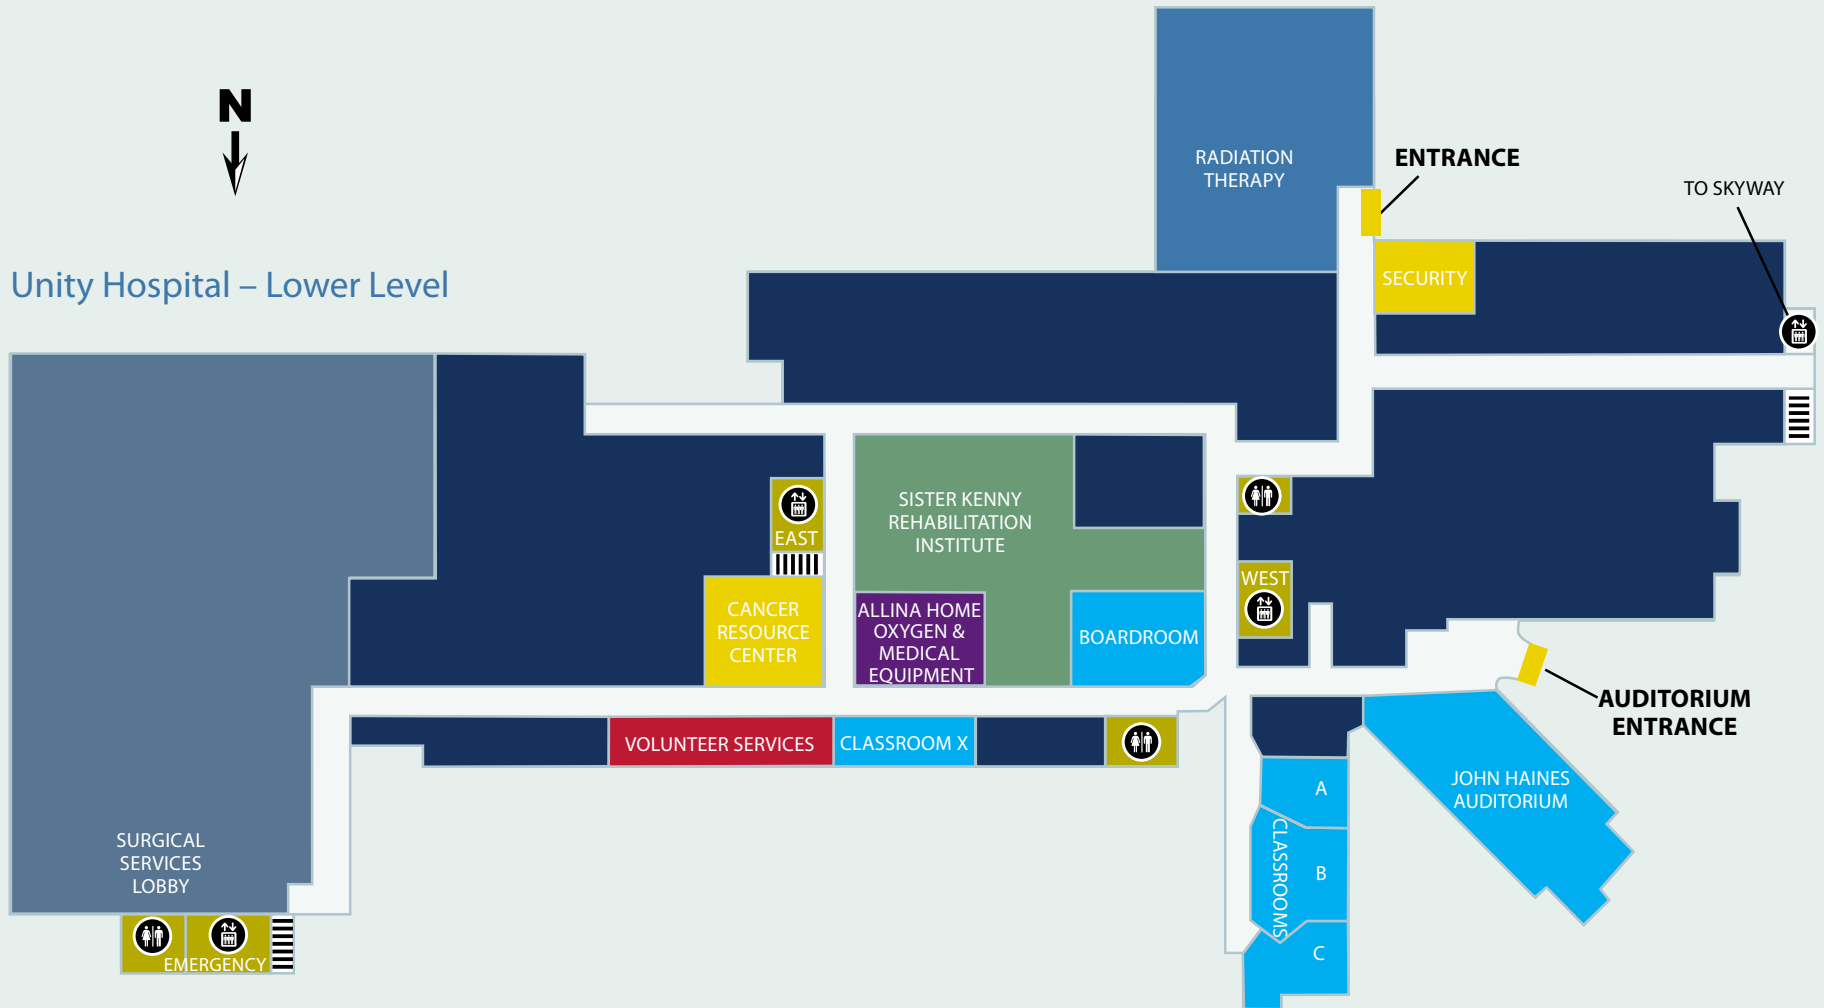 N
Unity Hospital – Lower Level
RADIATION
THERAPY
ENTRANCE
TO SKYWAY
SECURITY
EAST
SISTER KENNY
REHABILITATION
INSTITUTE
WEST
CANCER
RESOURCE
CENTER
ALLINA HOME
OXYGEN &
MEDICAL
EQUIPMENT
BOARDROOM
AUDITORIUM
ENTRANCE
VOLUNTEER SERVICES
CLASSROOM X
JOHN HAINES
AUDITORIUM
CLASSROOMS
A
B
C
SURGICAL
SERVICES
LOBBY
EMERGENCY